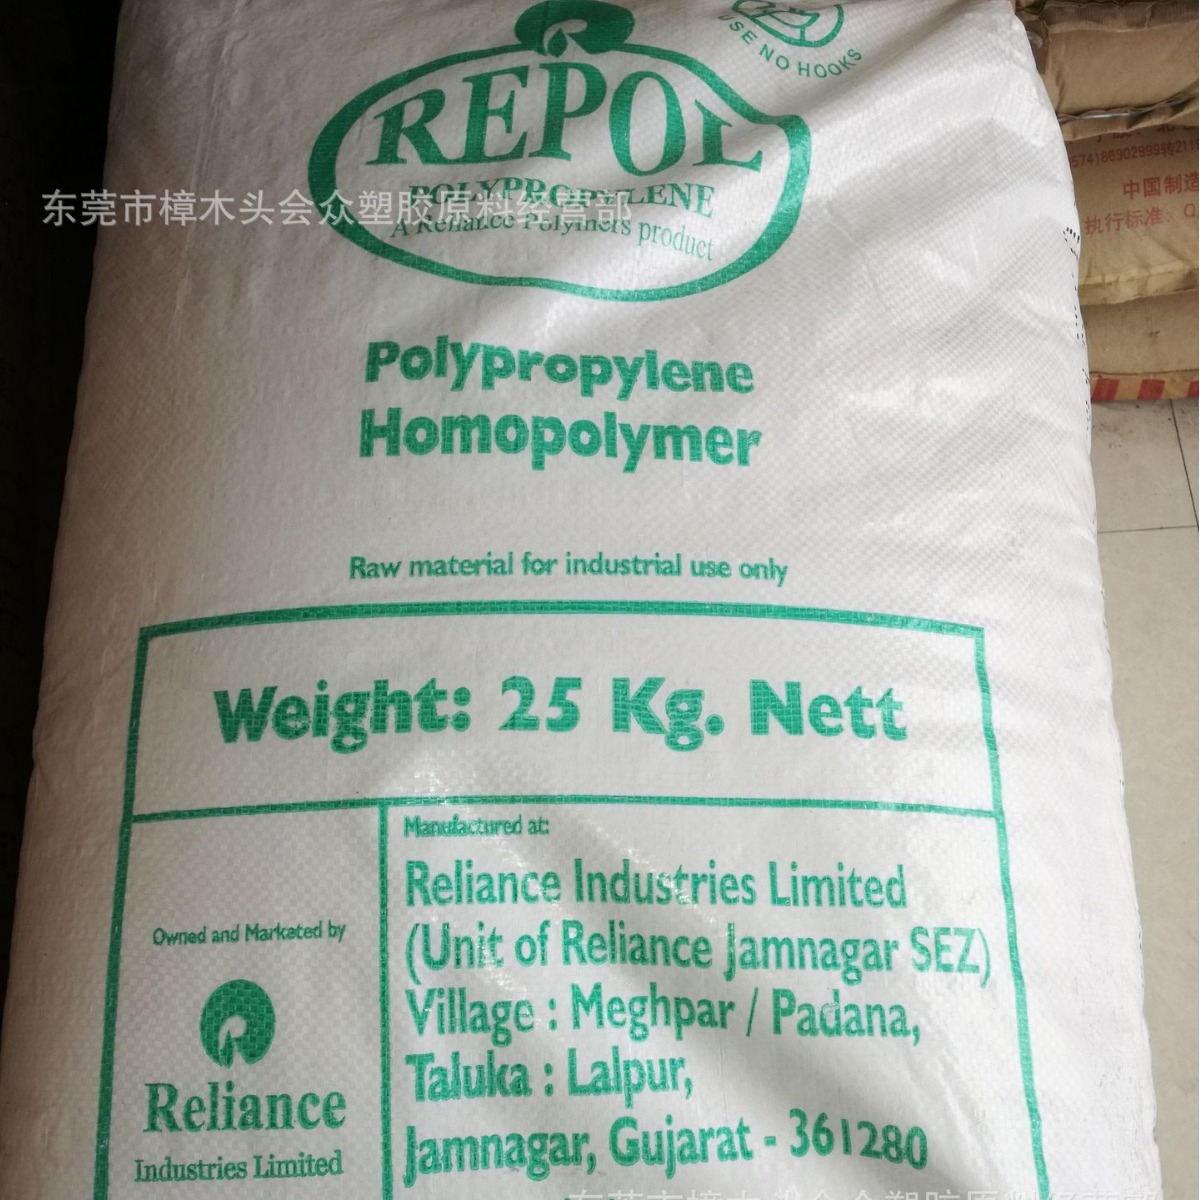 USE NO HOOKS
REPOL
POLYPROPYLENE
A Reliance Polymers product
东莞市樟木头会众塑胶原料经营部
Polypropylene
Homopolymer
Raw material for industrial use only
Weight: 25 Kg. Nett
Owned and Marketed by
Reliance
Industries Limited
Manufactured at:
Reliance Industries Limited
(Unit of Reliance Jamnagar SEZ)
Village : Meghpar / Padana,
Taluka : Lalpur,
Jamnagar, Gujarat - 361280
中国制造
执行标准: